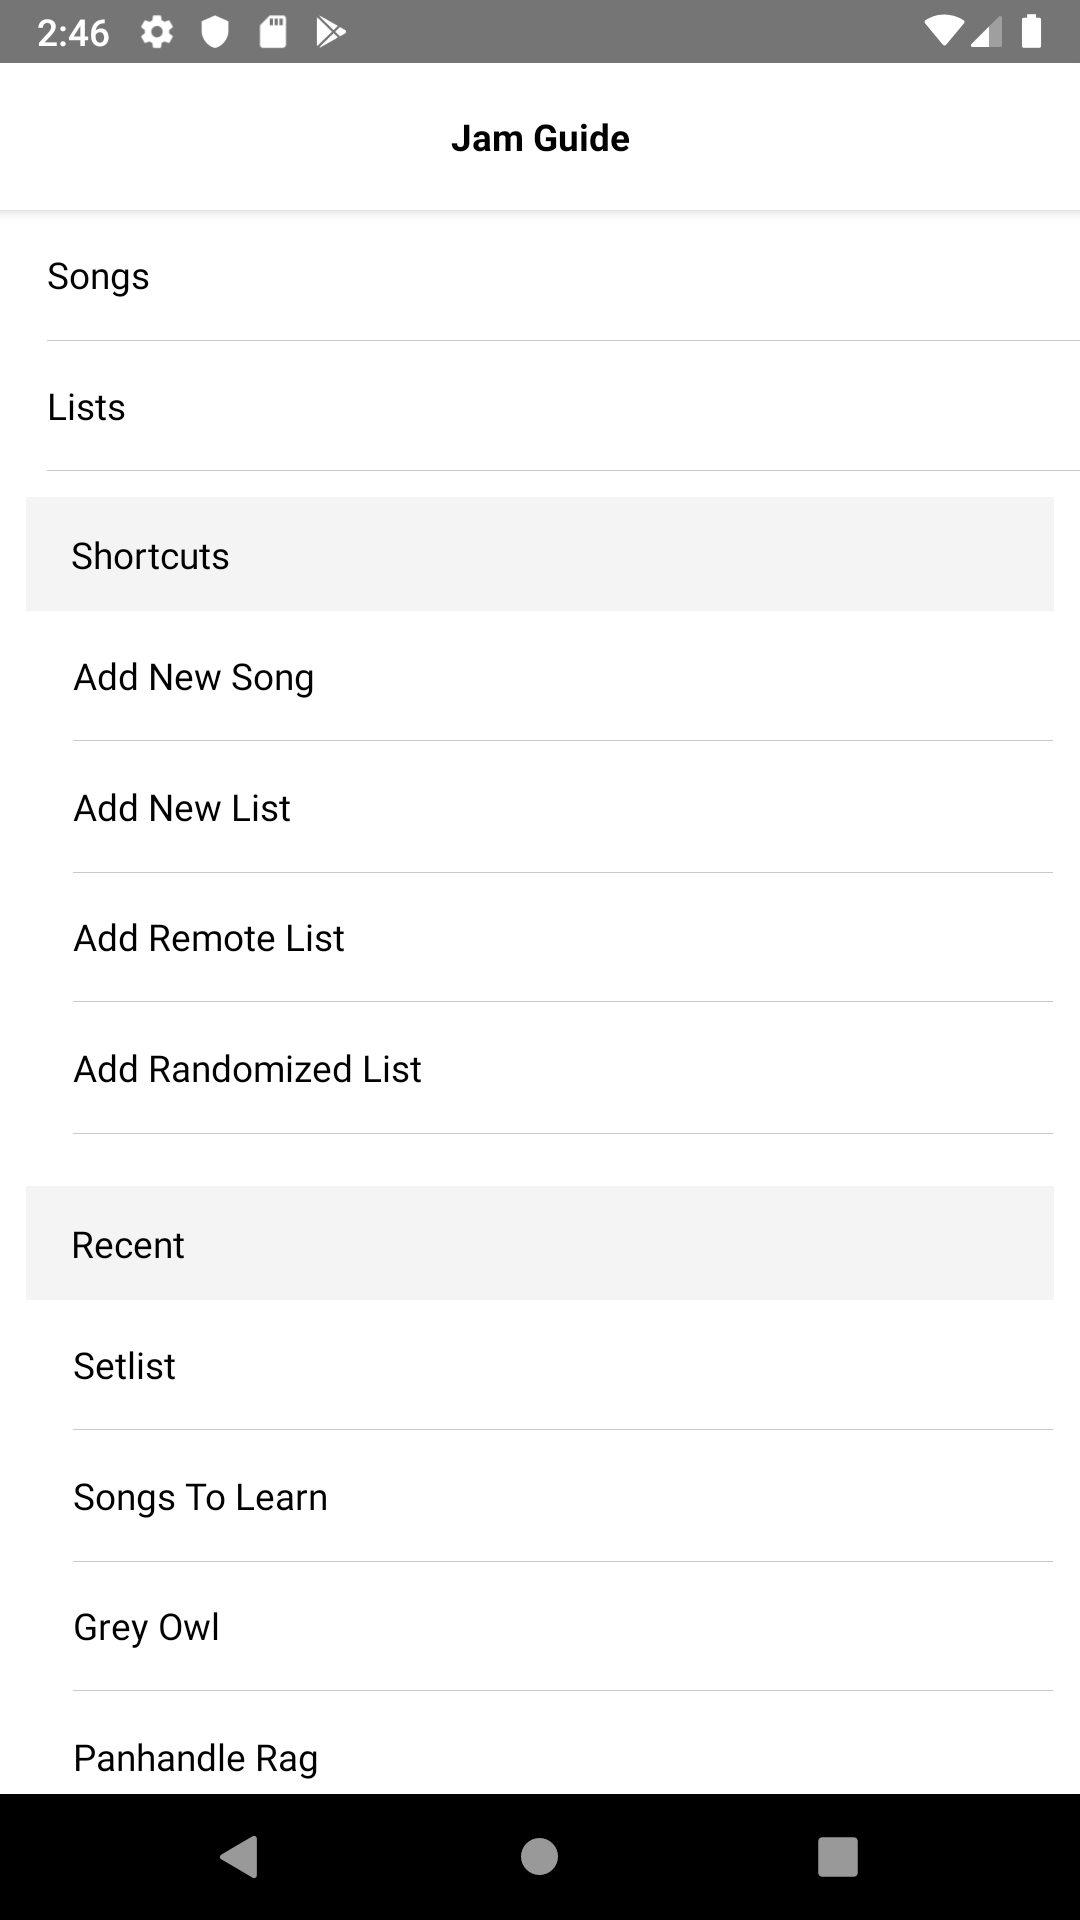 2:46
Jam Guide
Songs
Lists
Shortcuts
Add New Song
Add New List
Add Remote List
Add Randomized List
Recent
Setlist
Songs To Learn
Grey Owl
Panhandle Rag